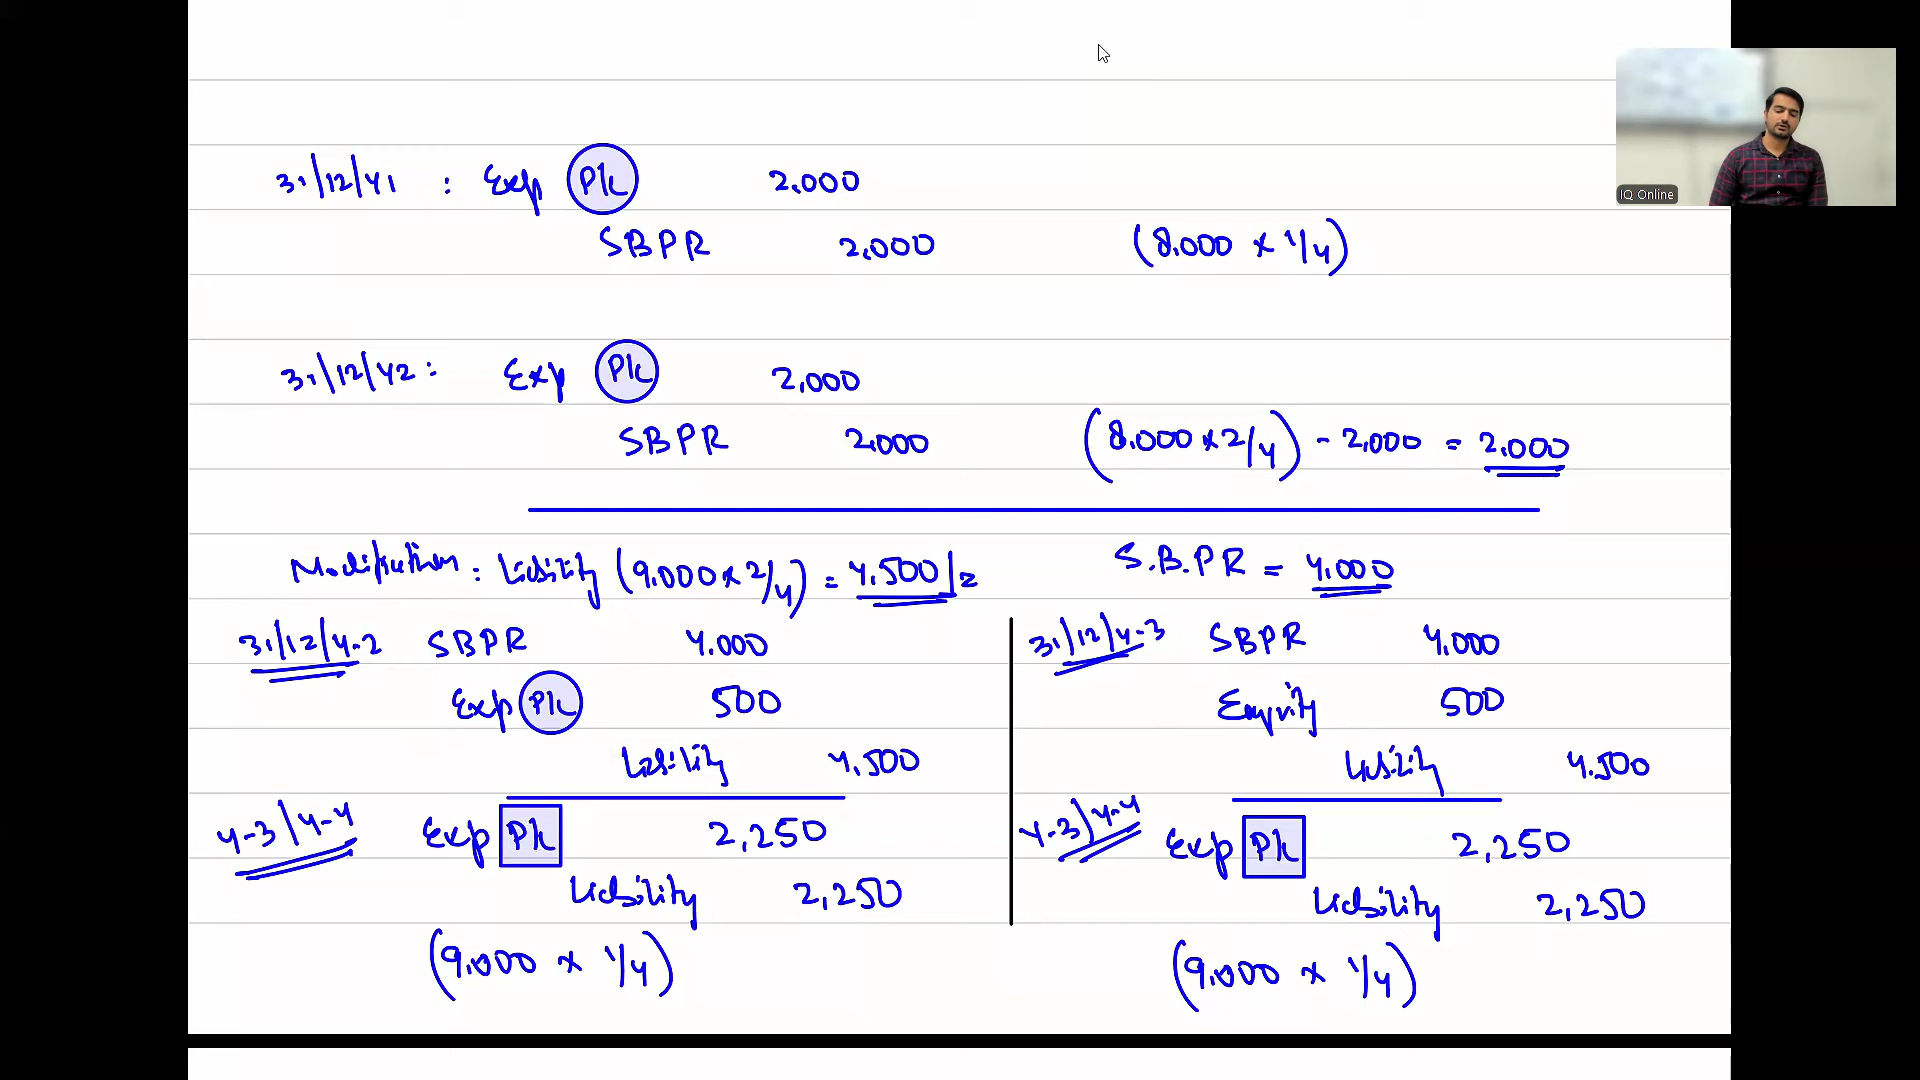 31/12/Y1 : Exp P/L 2,000
SBPR 2,000 (8,000 x 1/4)
31/12/Y2 : Exp P/L 2,000
SBPR 2,000 (8,000 x 2/4) - 2,000 = 2,000
Modification : Liability (9,000 x 2/4) = 4,500/= S.B.P.R = 4,000
31/12/Y-2 SBPR 4,000
Exp P/L 500
Liability 4,500
Y-3/Y-4 Exp P/L 2,250
Liability 2,250
(9,000 x 1/4)
31/12/Y-3 SBPR 4,000
Equity 500
Liability 4,500
Y-3/Y-4 Exp P/L 2,250
Liability 2,250
(9,000 x 1/4)
IQ Online